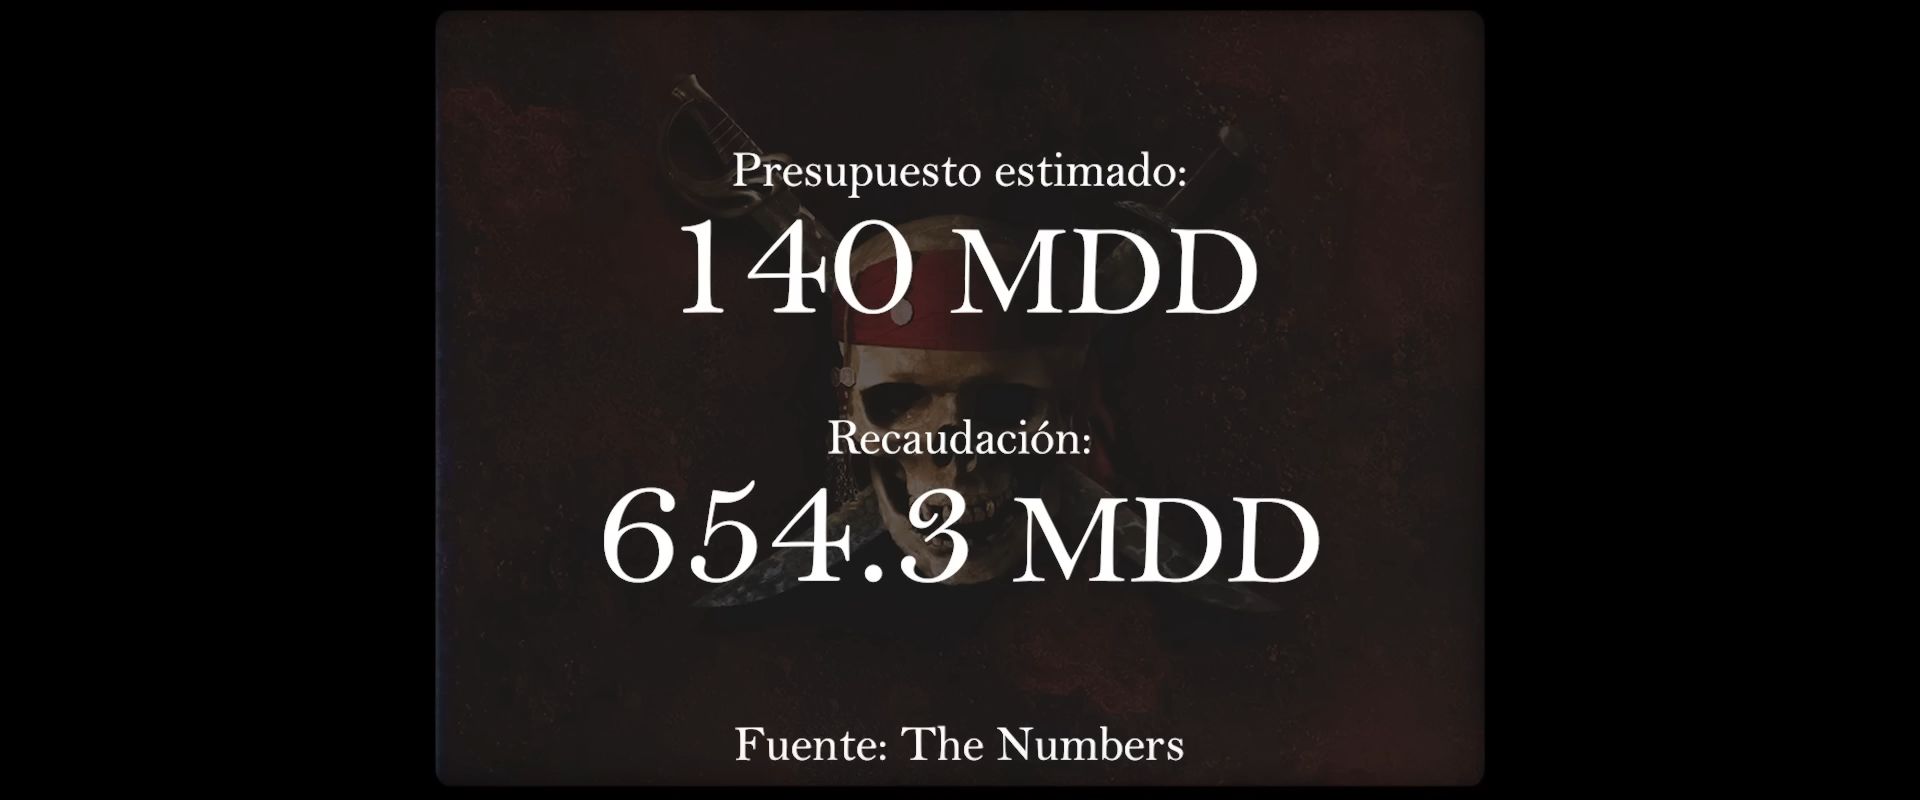 Presupuesto estimado:
140 MDD
Recaudación:
654.3 MDD
Fuente: The Numbers